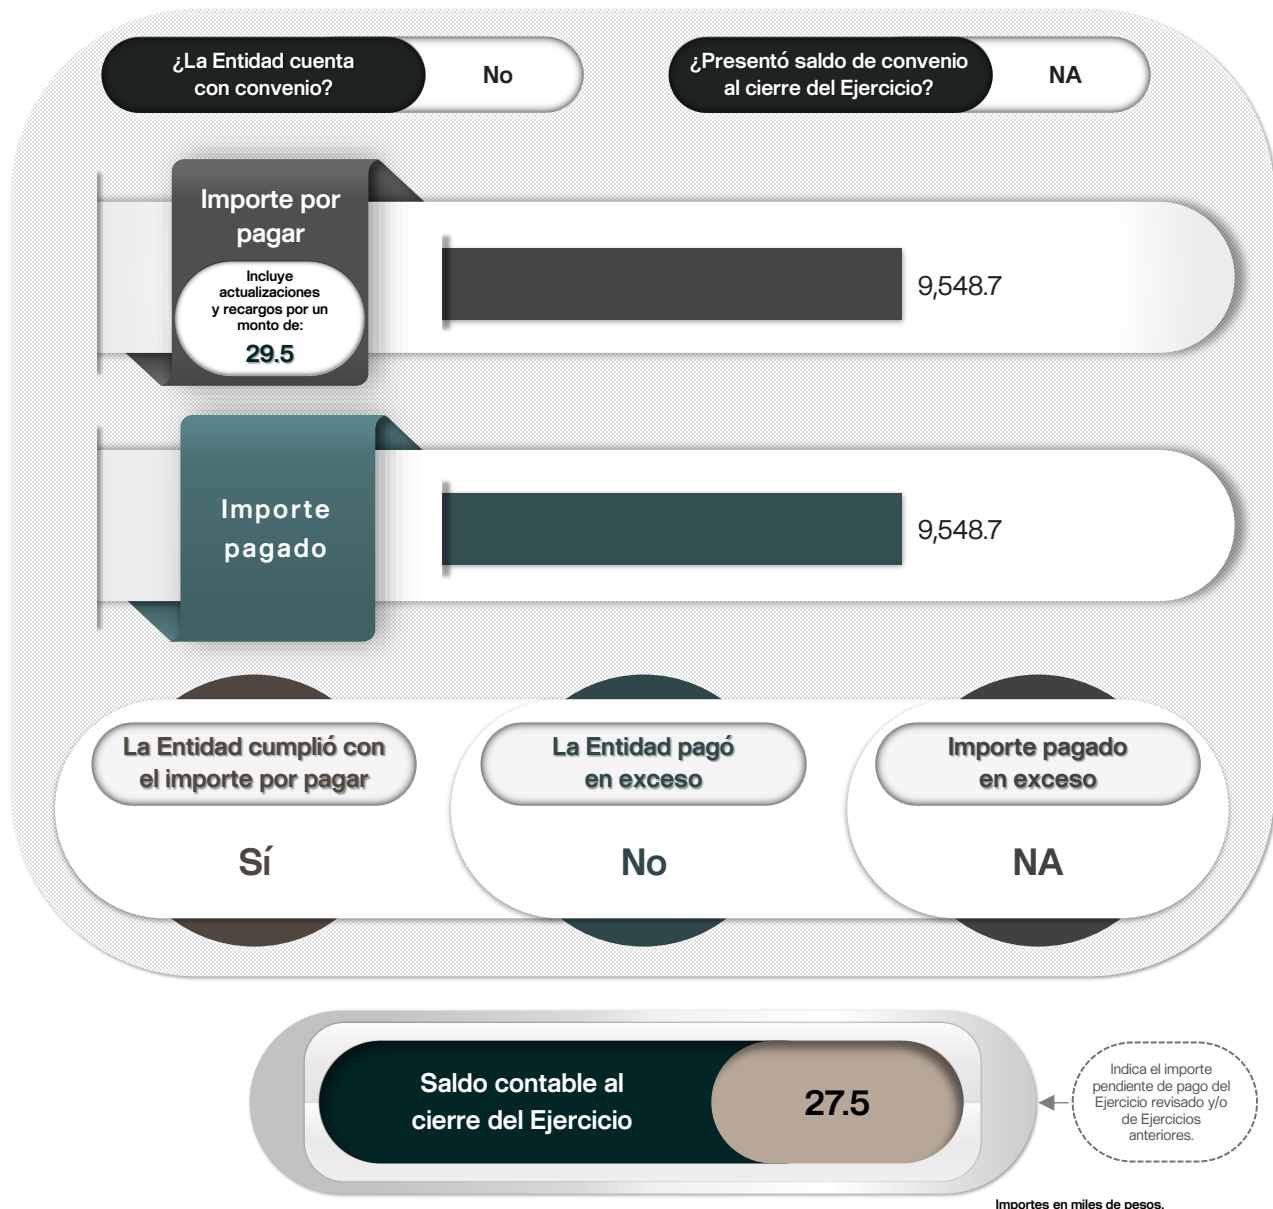 ¿La Entidad cuenta
con convenio?
No
¿Presentó saldo de convenio
al cierre del Ejercicio?
NA
Importe por
pagar
Incluye
actualizaciones
y recargos por un
monto de:
29.5
9,548.7
Importe
pagado
9,548.7
La Entidad cumplió con
el importe por pagar
Sí
La Entidad pagó
en exceso
No
Importe pagado
en exceso
NA
Saldo contable al
cierre del Ejercicio
27.5
Indica el importe
pendiente de pago del
Ejercicio revisado y/o
de Ejercicios
anteriores.
Importes en miles de pesos.